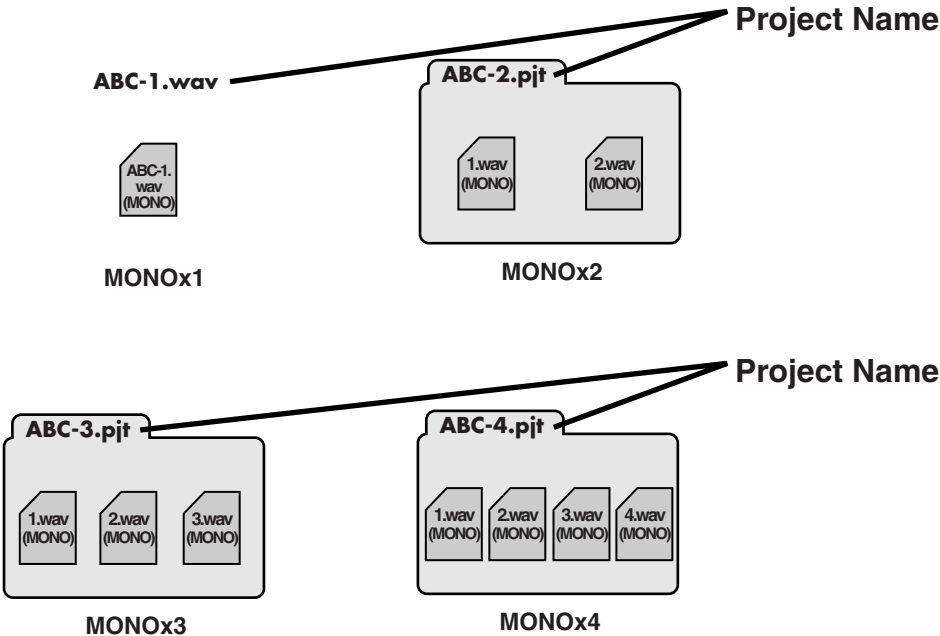 Project Name
ABC-1.wav
ABC-2.pjt
ABC-1.
wav
(MONO)
1.wav
(MONO)
2.wav
(MONO)
MONOx1
MONOx2
Project Name
ABC-3.pjt
ABC-4.pjt
1.wav
(MONO)
2.wav
(MONO)
3.wav
(MONO)
1.wav
(MONO)
2.wav
(MONO)
3.wav
(MONO)
4.wav
(MONO)
MONOx3
MONOx4